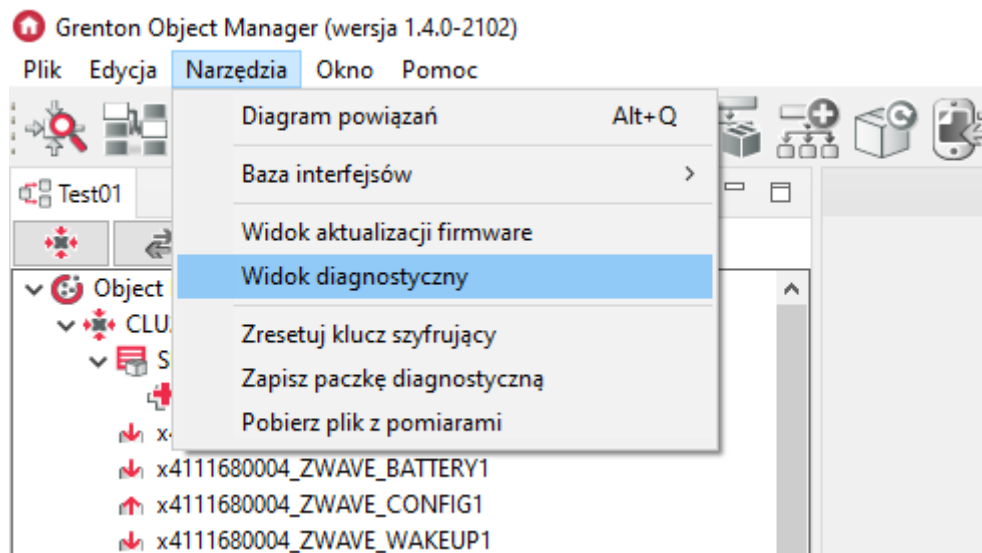 Grenton Object Manager (wersja 1.4.0-2102)
Plik Edycja Narzędzia Okno Pomoc
Diagram powiązań Alt+Q
Baza interfejsów
Test01
Widok aktualizacji firmware
Widok diagnostyczny
Object
CLU
Zresetuj klucz szyfrujący
S
Zapisz paczkę diagnostyczną
Pobierz plik z pomiarami
x4111680004_ZWAVE_BATTERY1
x4111680004_ZWAVE_CONFIG1
x4111680004_ZWAVE_WAKEUP1